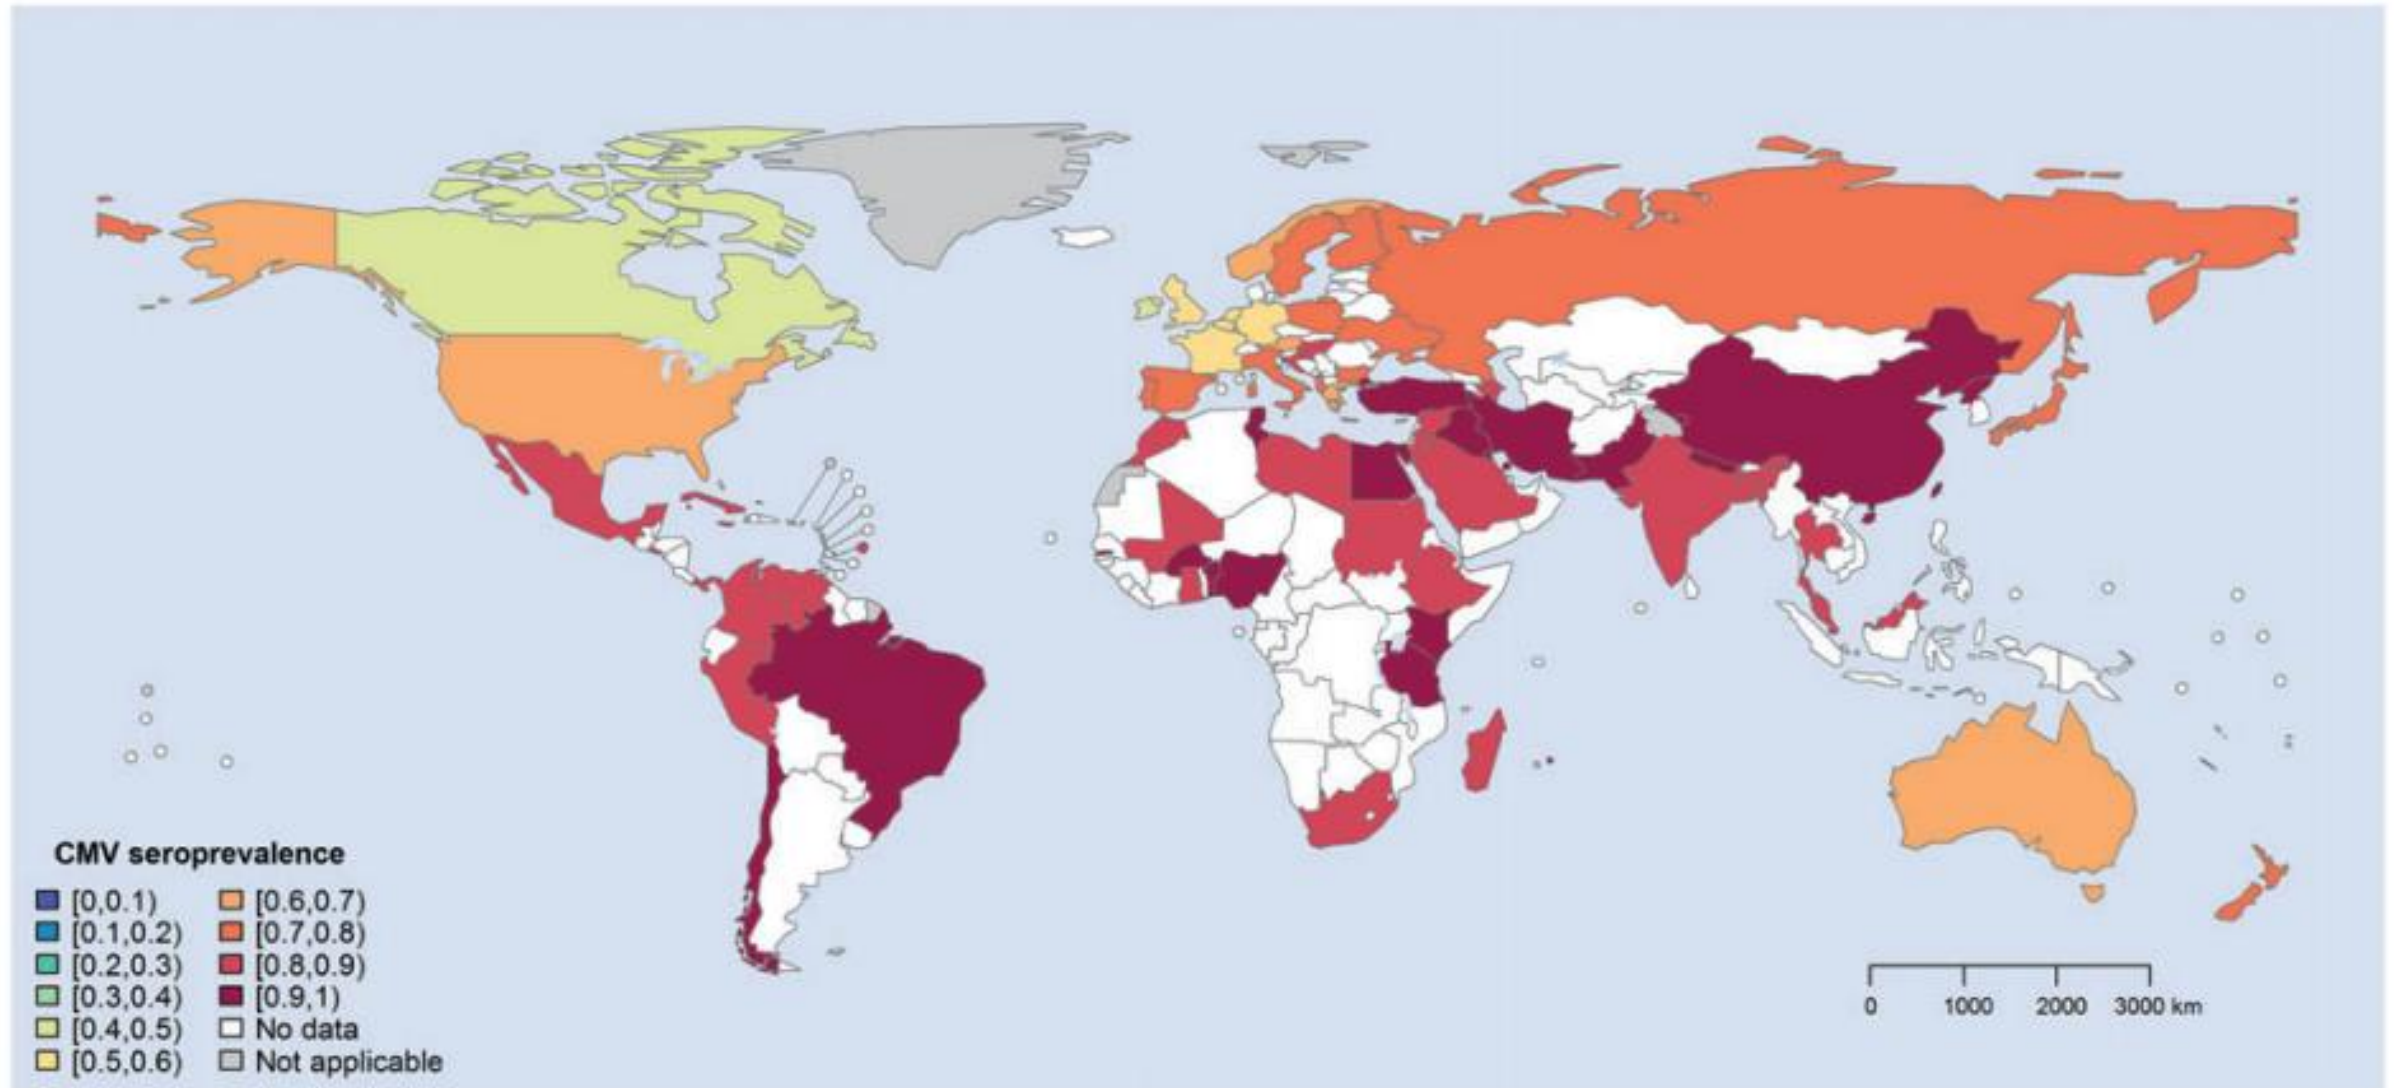 CMV seroprevalence
[0,0.1) [0.6,0.7)
[0.1,0.2) [0.7,0.8)
[0.2,0.3) [0.8,0.9)
[0.3,0.4) [0.9,1)
[0.4,0.5) No data
[0.5,0.6) Not applicable
0 1000 2000 3000 km